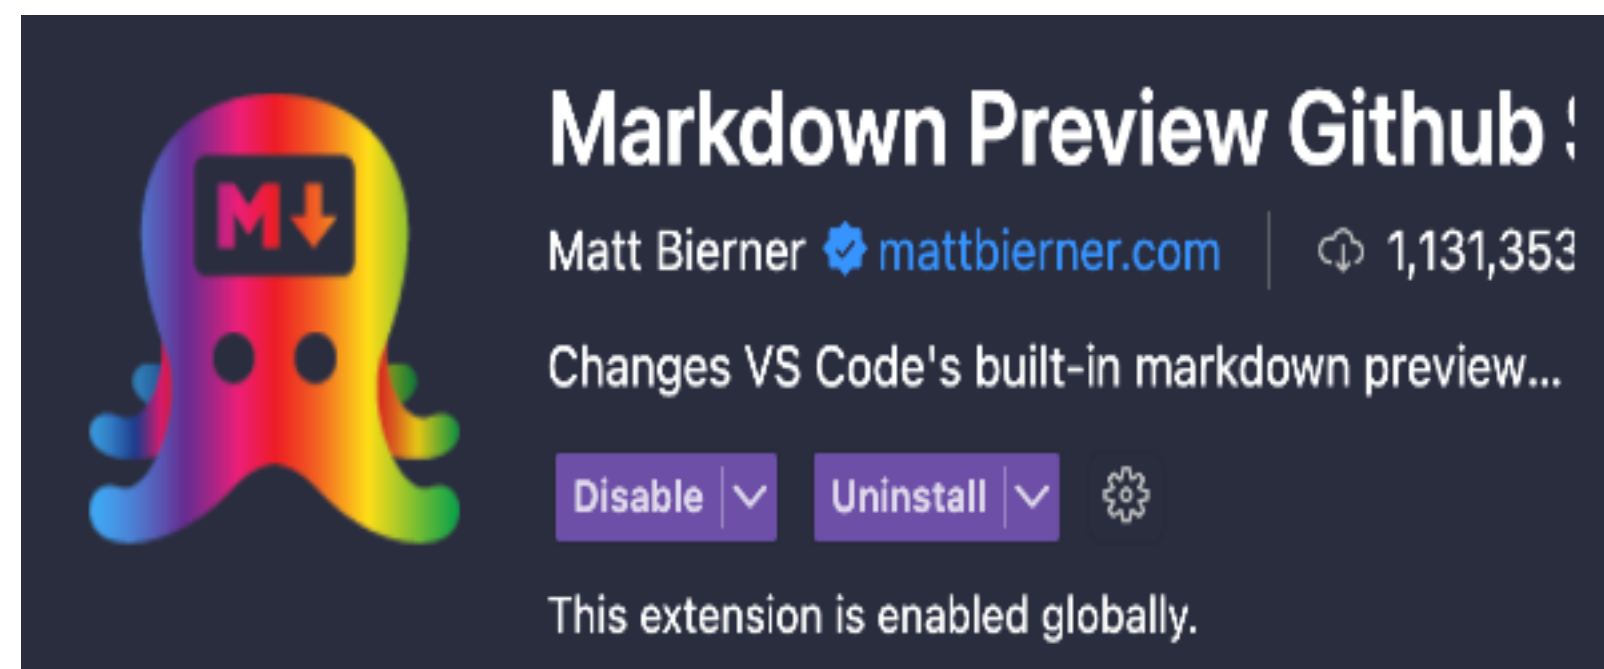 M
Markdown Preview Github
Matt Bierner mattbierner.com 1,131,353
Changes VS Code's built-in markdown preview...
Disable Uninstall
This extension is enabled globally.